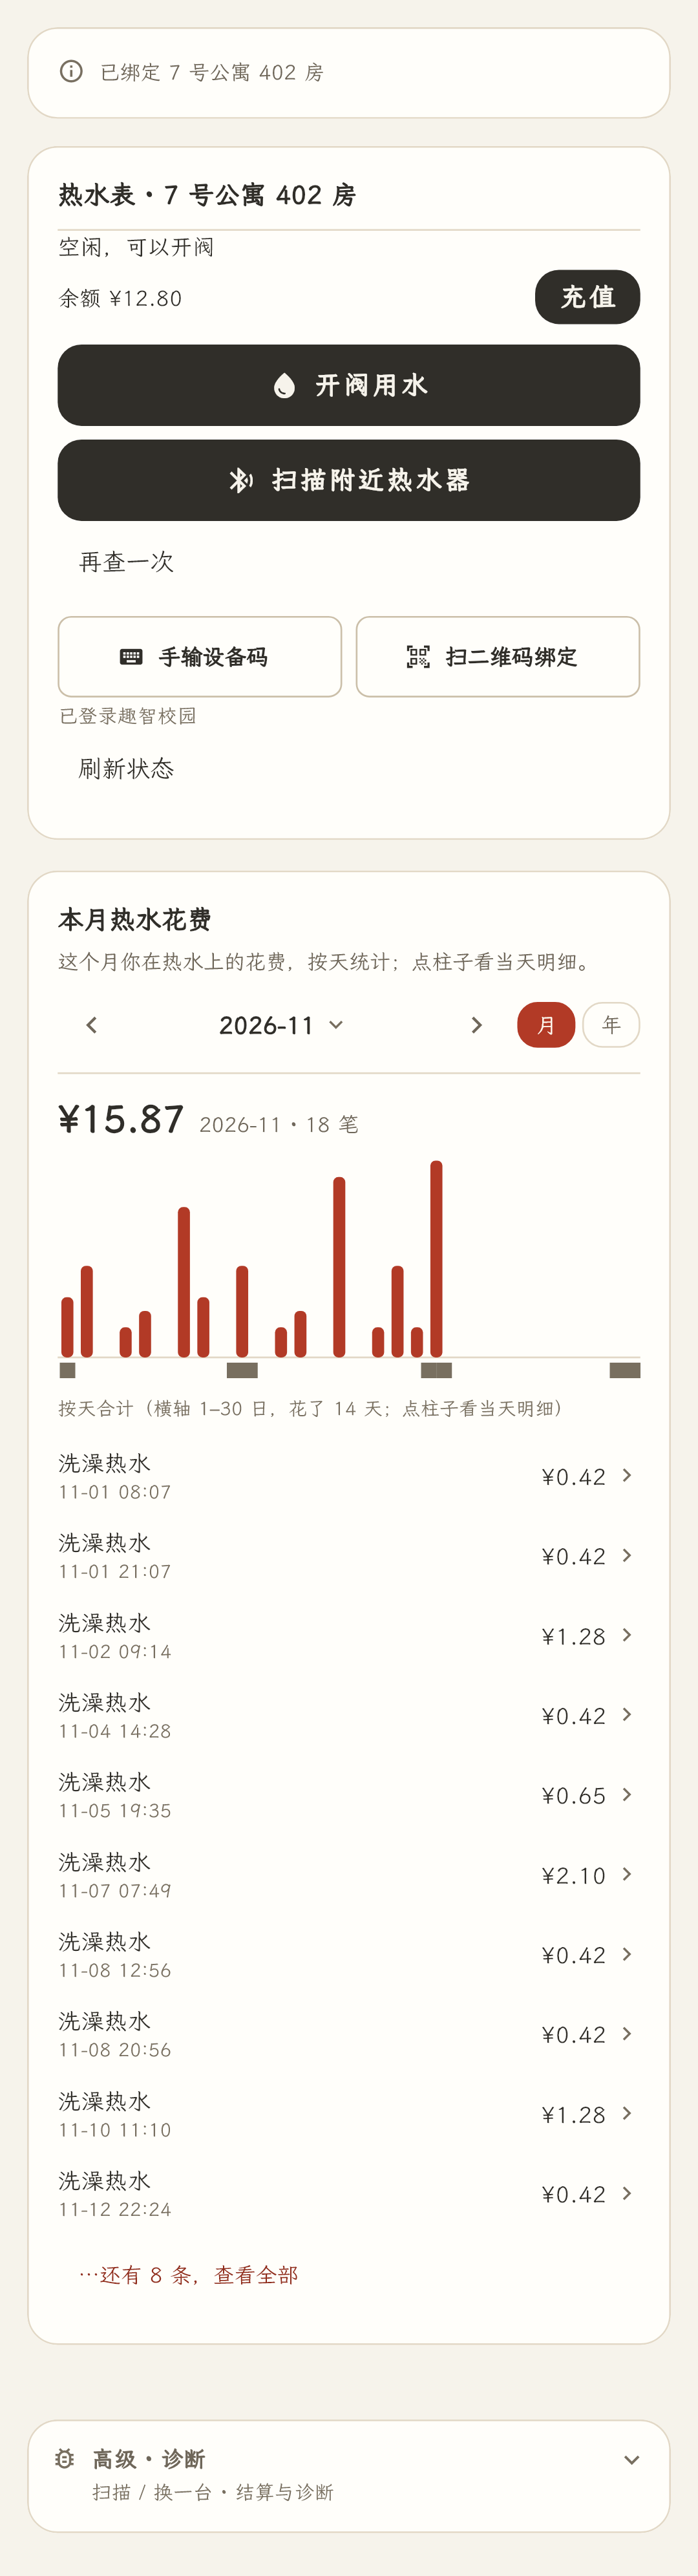 已绑定 7 号公寓 402 房
热水表·7 号公寓 402 房
空闲，可以开阀
余额 ¥12.80
充值
开阀用水
扫描附近热水器
再查一次
手输设备码
扫二维码绑定
已登录趣智校园
刷新状态
本月热水花费
这个月你在热水上的花费，按天统计；点柱子看当天明细。
2026-11
月
年
¥15.87 2026-11·18 笔
按天合计（横轴 1–30 日，花了 14 天；点柱子看当天明细）
洗澡热水
¥0.42
11-01 08:07
洗澡热水
¥0.42
11-01 21:07
洗澡热水
¥1.28
11-02 09:14
洗澡热水
¥0.42
11-04 14:28
洗澡热水
¥0.65
11-05 19:35
洗澡热水
¥2.10
11-07 07:49
洗澡热水
¥0.42
11-08 12:56
洗澡热水
¥0.42
11-08 20:56
洗澡热水
¥1.28
11-10 11:10
洗澡热水
¥0.42
11-12 22:24
…还有 8 条，查看全部
高级·诊断
扫描 / 换一台·结算与诊断